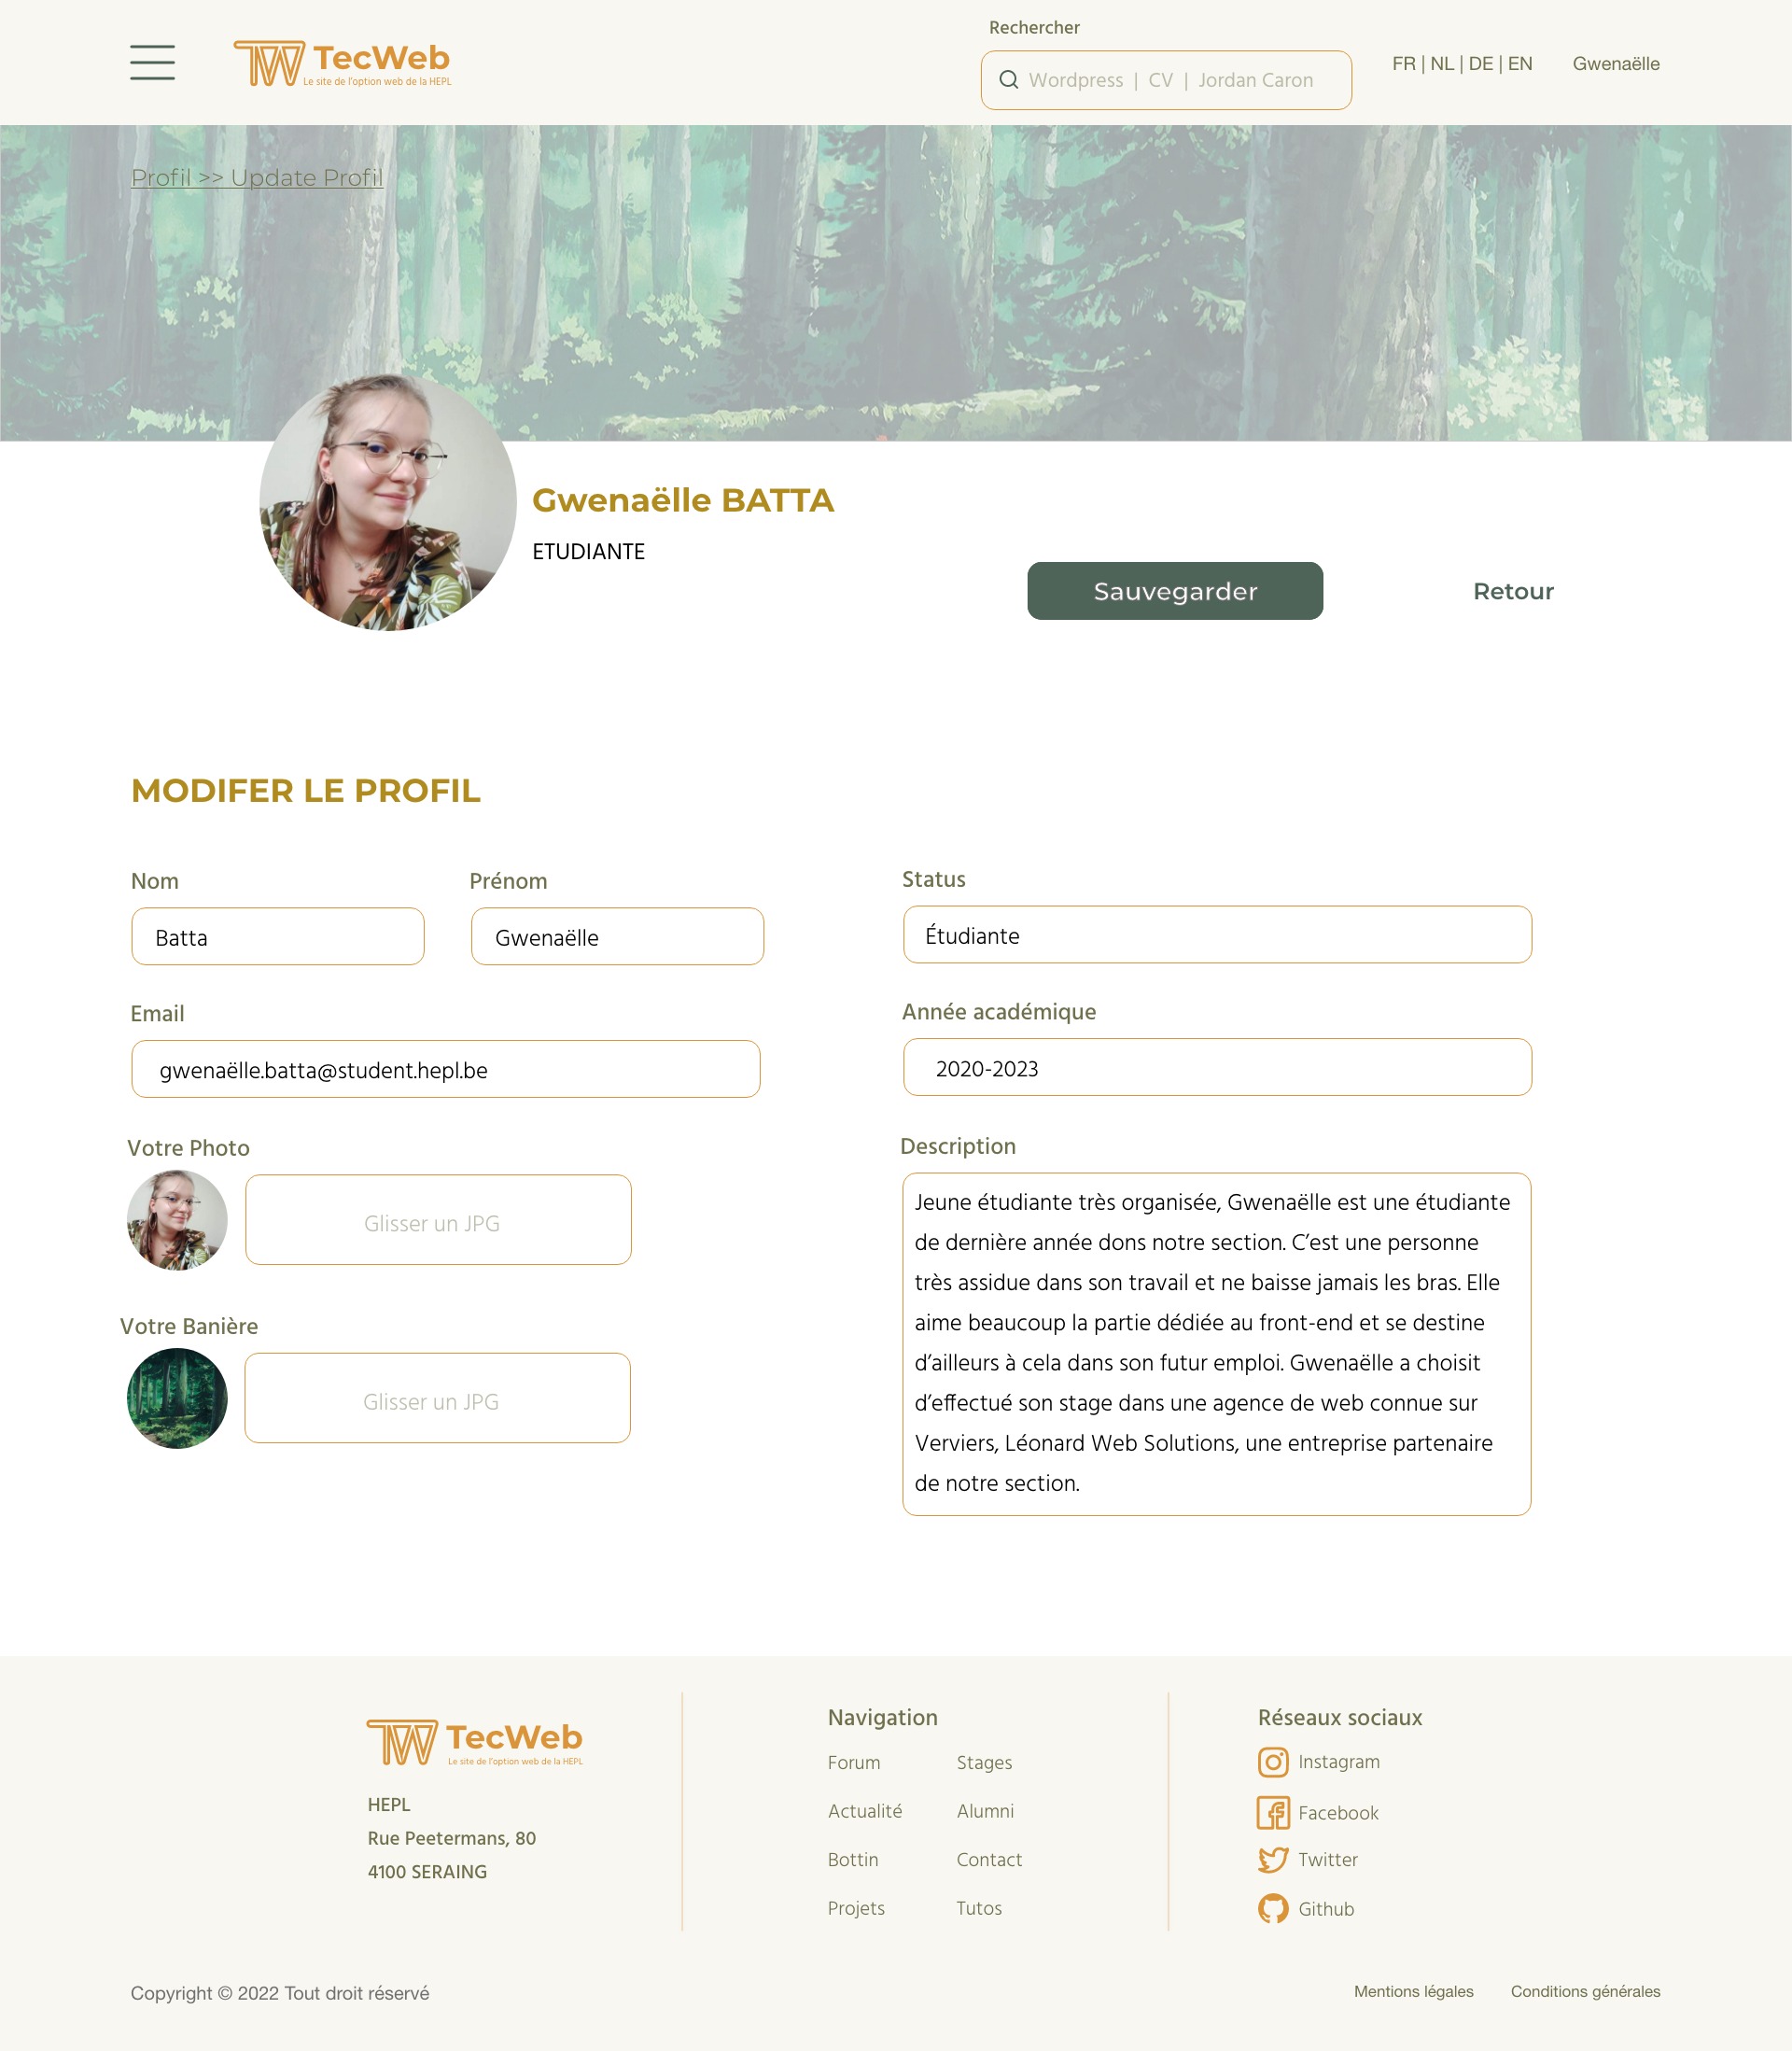 Rechercher
TecWeb
Le site de l'option web de la HEPL
Wordpress | CV | Jordan Caron
FR | NL | DE | EN
Gwenaëlle
Profil >> Update Profil
Gwenaëlle BATTA
ETUDIANTE
Sauvegarder
Retour
MODIFER LE PROFIL
Nom
Prénom
Batta
Gwenaëlle
Email
gwenaëlle.batta@student.hepl.be
Votre Photo
Glisser un JPG
Votre Banière
Glisser un JPG
Status
Étudiante
Année académique
2020-2023
Description
Jeune étudiante très organisée, Gwenaëlle est une étudiante
de dernière année dons notre section. C’est une personne
très assidue dans son travail et ne baisse jamais les bras. Elle
aime beaucoup la partie dédiée au front-end et se destine
d’ailleurs à cela dans son futur emploi. Gwenaëlle a choisit
d’effectué son stage dans une agence de web connue sur
Verviers, Léonard Web Solutions, une entreprise partenaire
de notre section.
TecWeb
Le site de l'option web de la HEPL
HEPL
Rue Peetermans, 80
4100 SERAING
Navigation
Forum
Stages
Actualité
Alumni
Bottin
Contact
Projets
Tutos
Réseaux sociaux
Instagram
Facebook
Twitter
Github
Copyright © 2022 Tout droit réservé
Mentions légales
Conditions générales